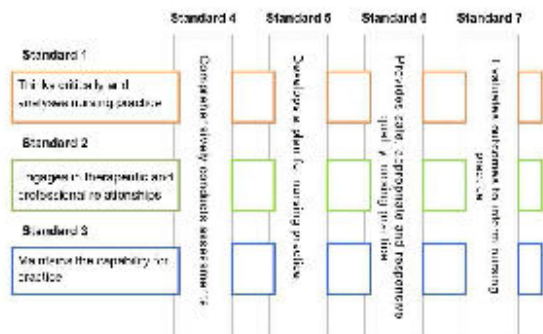 Standard 4 Standard 5 Standard 6 Standard 7
Standard 1
Thinks critically and
analyses nursing practice
Standard 2
Engages in therapeutic and
professional relationships
Standard 3
Maintains the capability for
practice
Comprehensively conducts assessments
Develops a plan for nursing practice
Provides safe, appropriate and responsive
quality nursing practice
Evaluates outcomes to inform nursing
practice